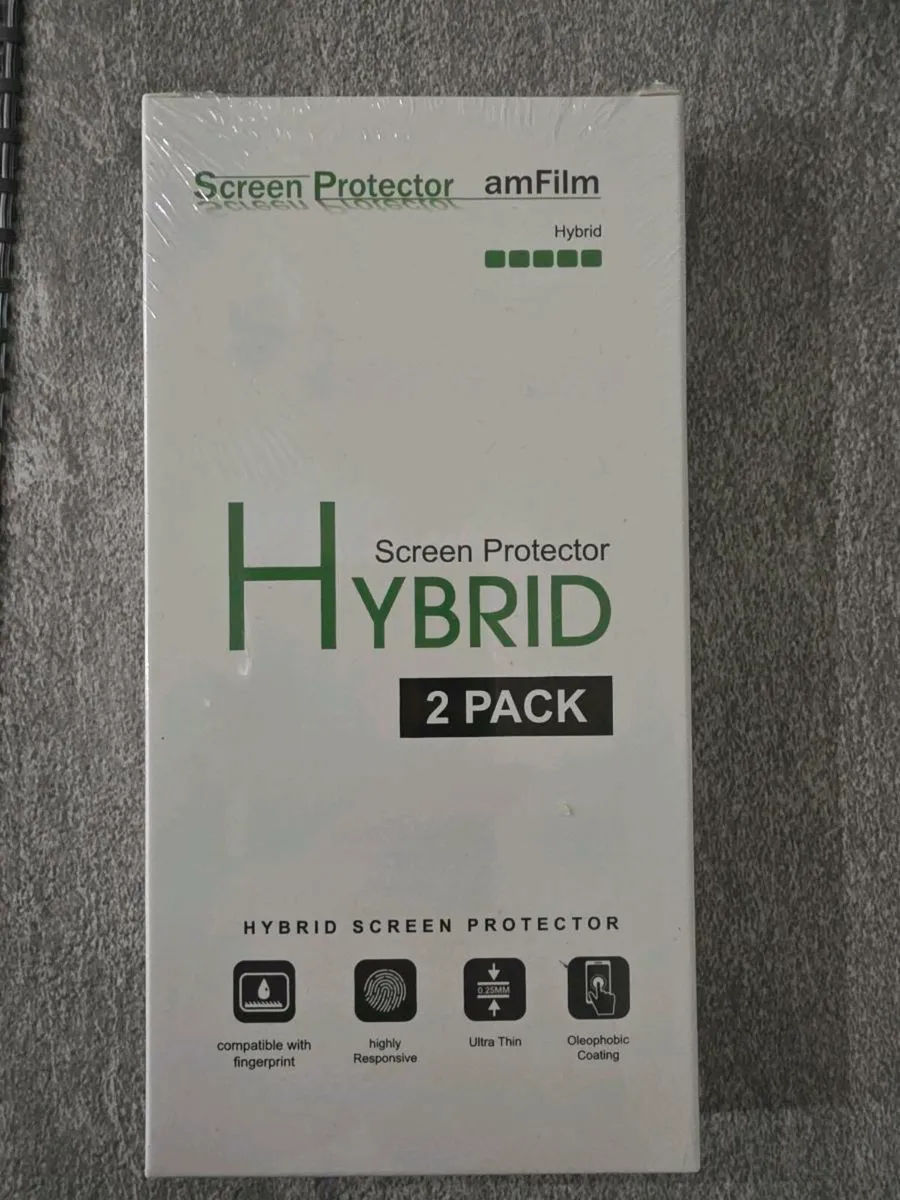 Screen Protector amFilm
Hybrid
Screen Protector
HYBRID
2 PACK
HYBRID SCREEN PROTECTOR
0.25MM
compatible with
fingerprint
highly
Responsive
Ultra Thin
Oleophobic
Coating